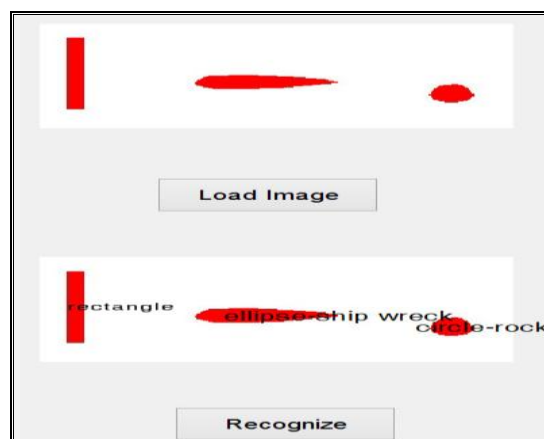 Load Image
rectangle
ellipse-ship wreck
circle-rock
Recognize